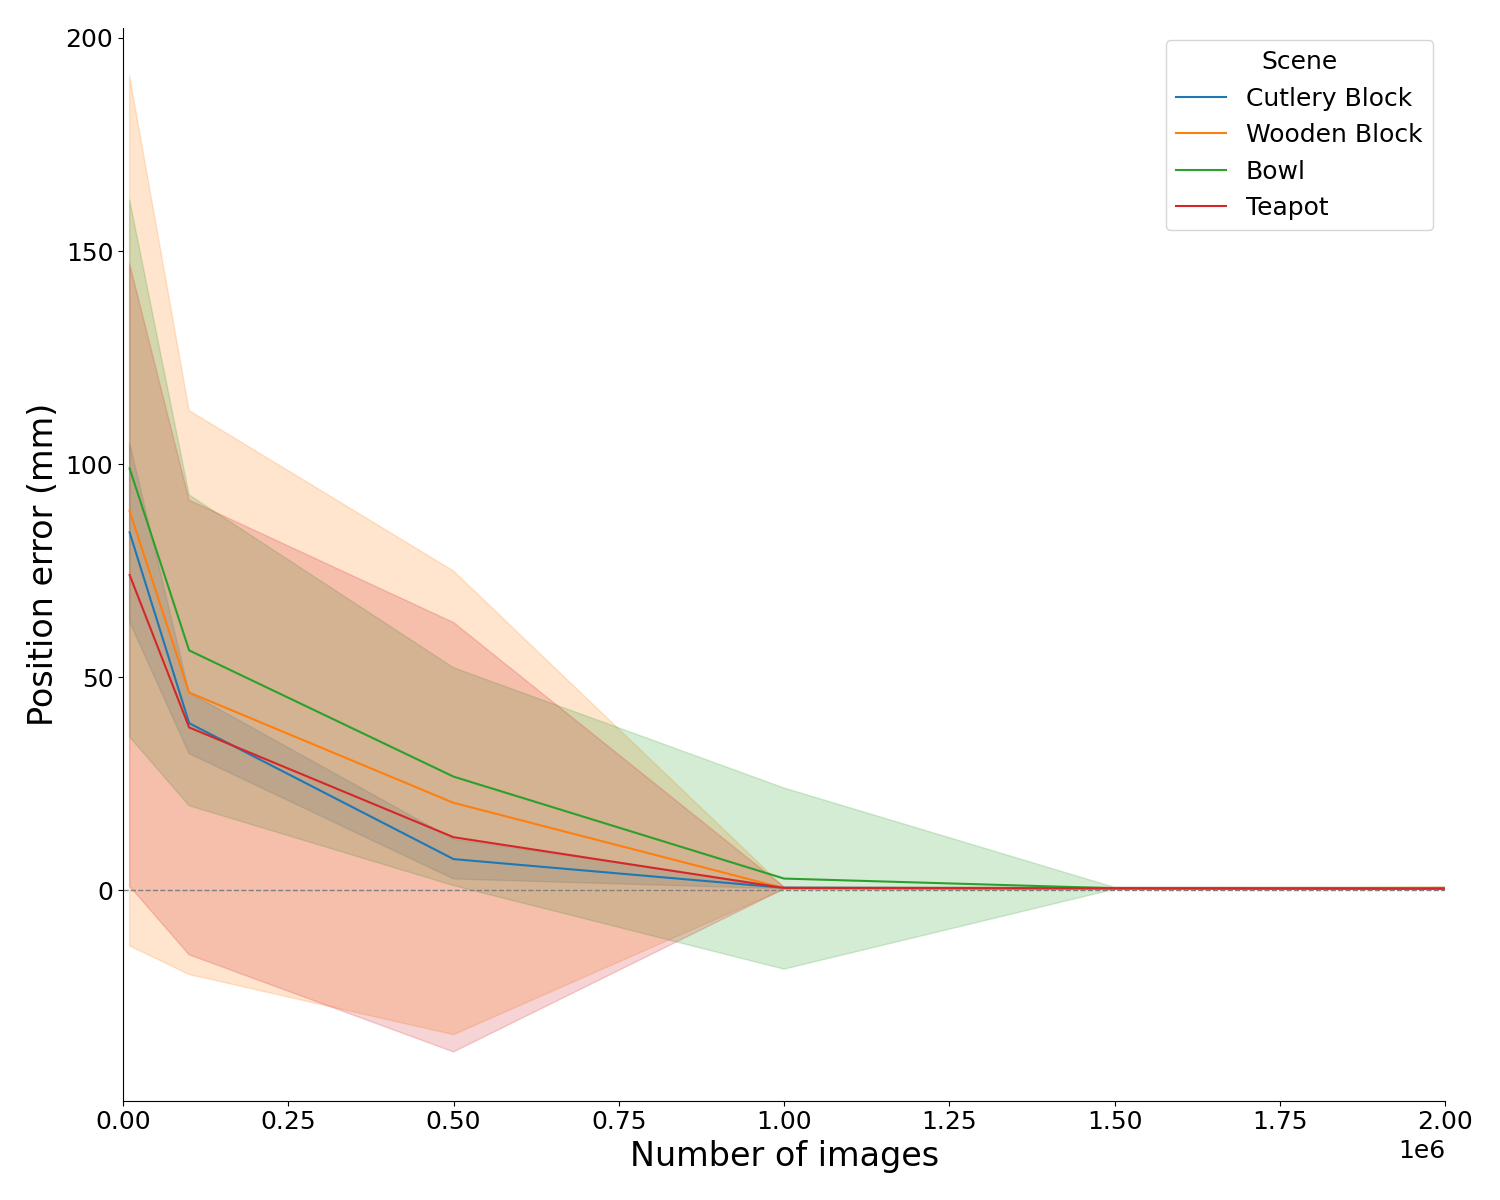 200
150
100
50
0
Position error (mm)
Scene
Cutlery Block
Wooden Block
Bowl
Teapot
0.00 0.25 0.50 0.75 1.00 1.25 1.50 1.75 2.00
1e6
Number of images